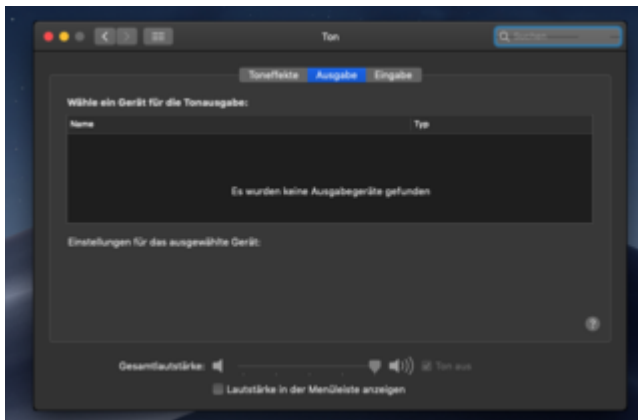 Ton
Toneffekte Ausgabe Eingabe
Wähle ein Gerät für die Tonausgabe:
Name Typ
Es wurden keine Ausgabegeräte gefunden
Einstellungen für das ausgewählte Gerät:
?
Gesamtlautstärke: Ton aus
Lautstärke in der Menüleiste anzeigen